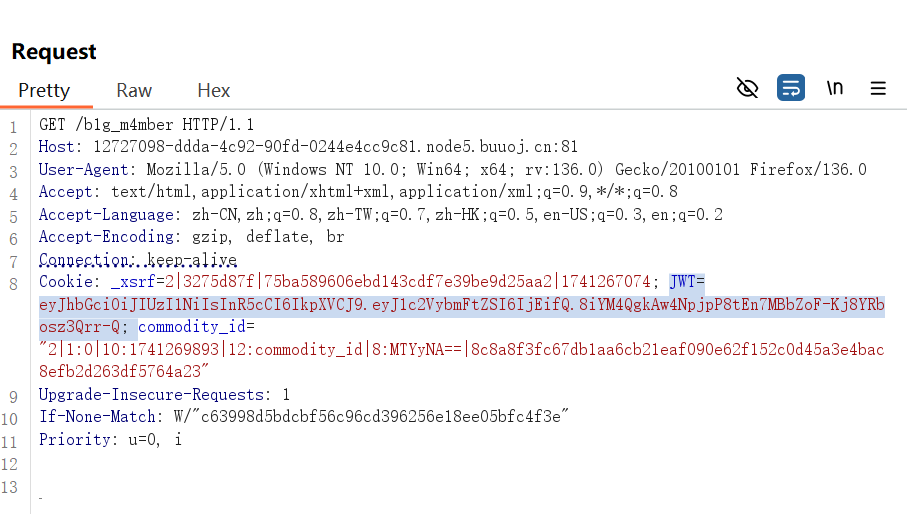 Request
Pretty Raw Hex \n
1 GET /b1g_m4mber HTTP/1.1
2 Host: 12727098-ddda-4c92-90fd-0244e4cc9c81.node5.buuoj.cn:81
3 User-Agent: Mozilla/5.0 (Windows NT 10.0; Win64; x64; rv:136.0) Gecko/20100101 Firefox/136.0
4 Accept: text/html,application/xhtml+xml,application/xml;q=0.9,*/*;q=0.8
5 Accept-Language: zh-CN,zh;q=0.8,zh-TW;q=0.7,zh-HK;q=0.5,en-US;q=0.3,en;q=0.2
6 Accept-Encoding: gzip, deflate, br
7 Connection: keep-alive
8 Cookie: _xsrf=2|3275d87f|75ba589606ebd143cdf7e39be9d25aa2|1741267074; JWT=
eyJhbGciOiJIUzI1NiIsInR5cCI6IkpXVCJ9.eyJ1c2VybmFtZSI6IjEifQ.8iYM4QgkAw4NpjpP8tEn7MBbZoF-Kj8YRb
osz3Qrr-Q; commodity_id=
"2|1:0|10:1741269893|12:commodity_id|8:MTYyNA==|8c8a8f3fc67db1aa6cb21eaf090e62f152c0d45a3e4bac
8efb2d263df5764a23"
9 Upgrade-Insecure-Requests: 1
10 If-None-Match: W/"c63998d5bdcbf56c96cd396256e18ee05bfc4f3e"
11 Priority: u=0, i
12
13